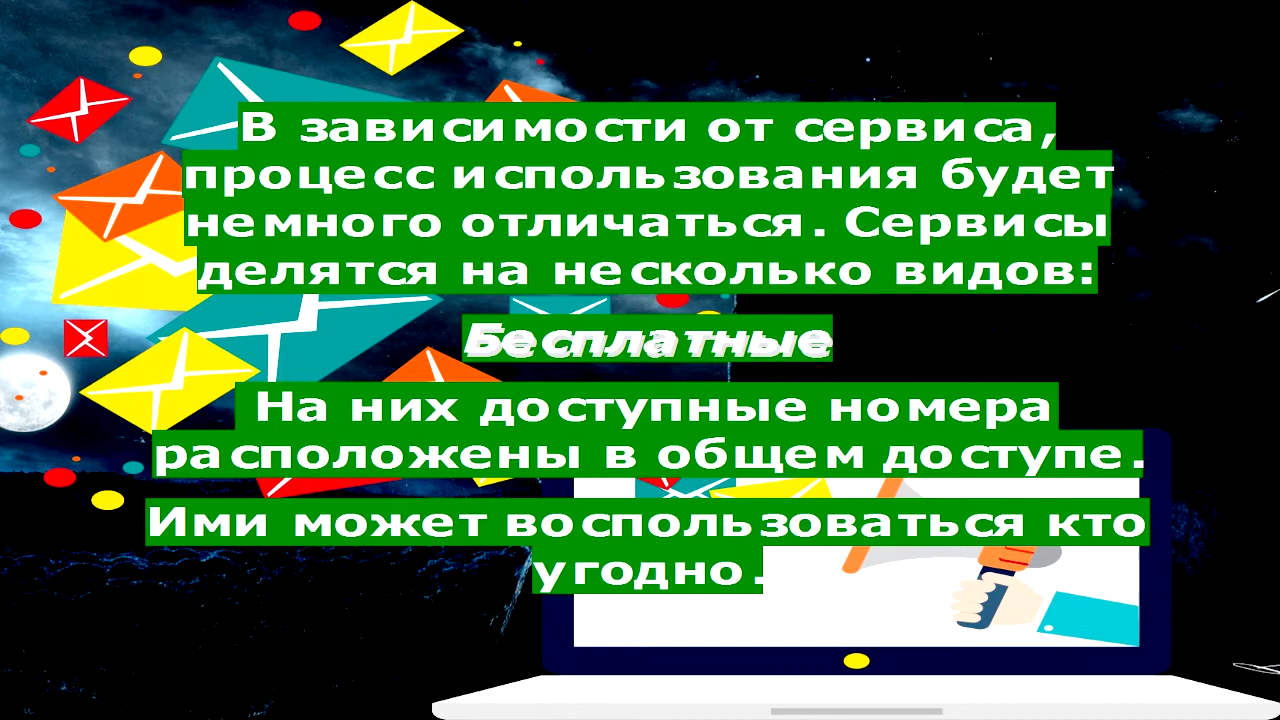 В зависимости от сервиса,
процесс использования будет
немного отличаться. Сервисы
делятся на несколько видов:
Бесплатные
На них доступные номера
расположены в общем доступе.
Ими может воспользоваться кто
угодно.